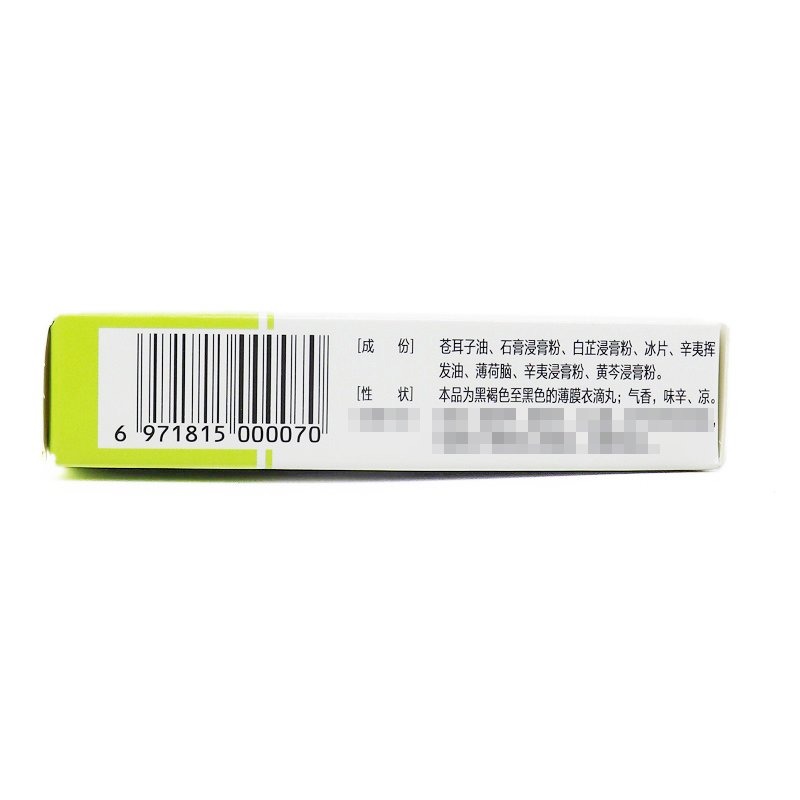 [成 份] 苍耳子油、石膏浸膏粉、白芷浸膏粉、冰片、辛夷挥
发油、薄荷脑、辛夷浸膏粉、黄芩浸膏粉。
[性 状] 本品为黑褐色至黑色的薄膜衣滴丸；气香，味辛、凉。
6 971815 000070